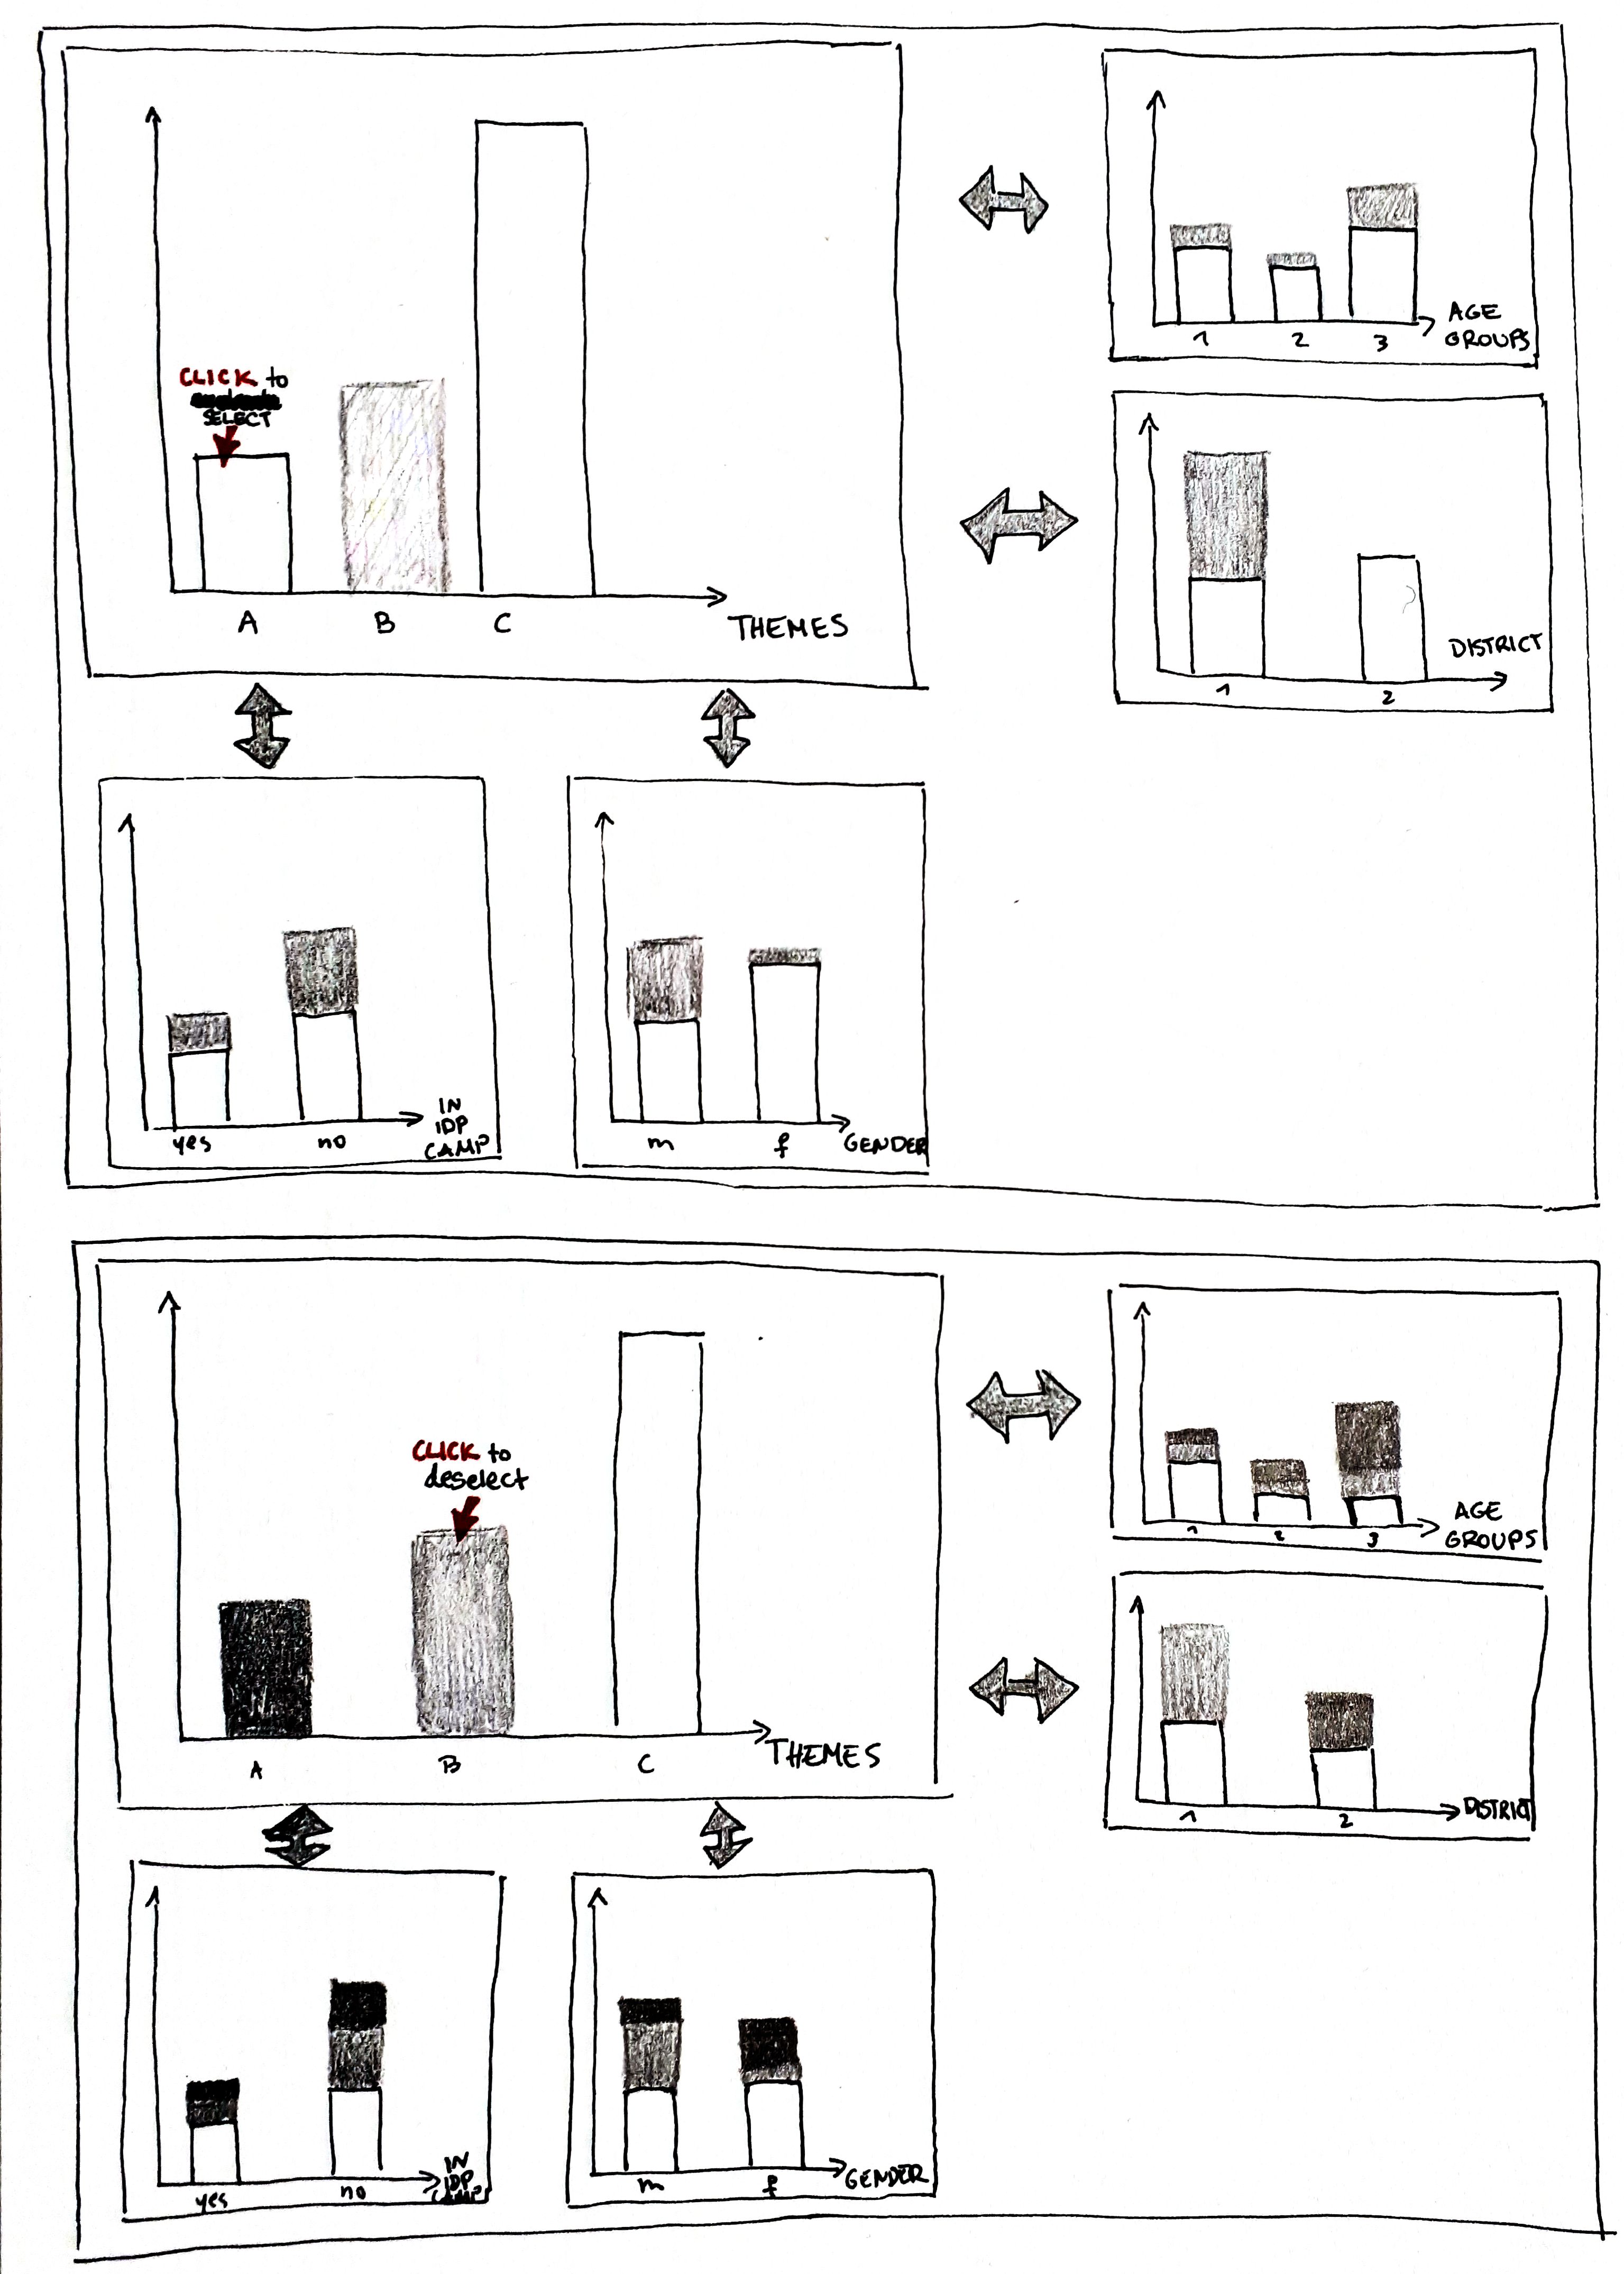 CLICK to
SELECT
A B C
THEMES
1 2 3
AGE
GROUPS
DISTRICT
1 2
yes no
IN
IDP
CAMP
m f
GENDER
CLICK to
deselect
A B C
THEMES
1 2 3
AGE
GROUPS
1 2
DISTRICT
yes no
IN
IDP
CAMP
m f
GENDER